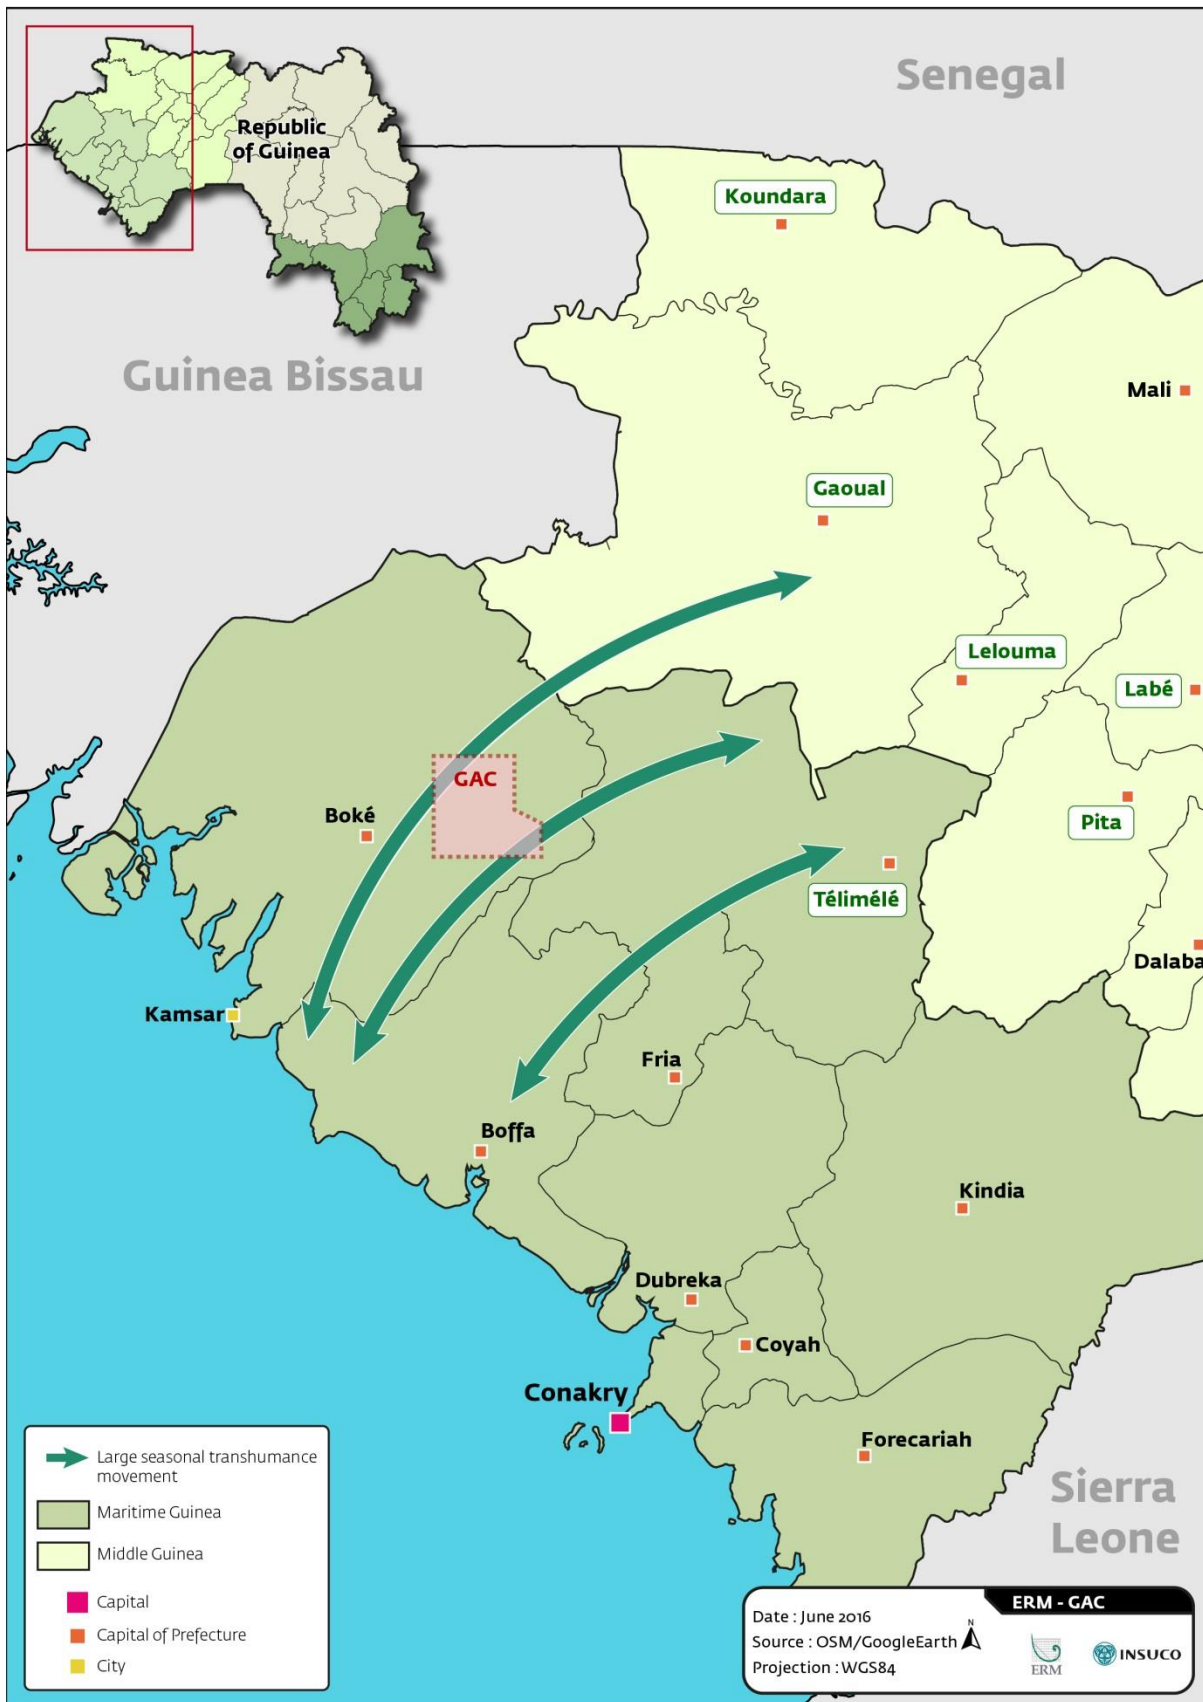 Senegal
Republic
of Guinea
Koundara
Guinea Bissau
Mali
Gaoual
Lelouma
Labé
GAC
Boké
Pita
Télimélé
Dalaba
Kamsar
Fria
Boffa
Kindia
Dubreka
Coyah
Conakry
Forecariah
Sierra
Leone
Large seasonal transhumance
movement
Maritime Guinea
Middle Guinea
Capital
Capital of Prefecture
City
ERM - GAC
Date : June 2016
Source : OSM/GoogleEarth
Projection : WGS84
N
ERM
INSUCO